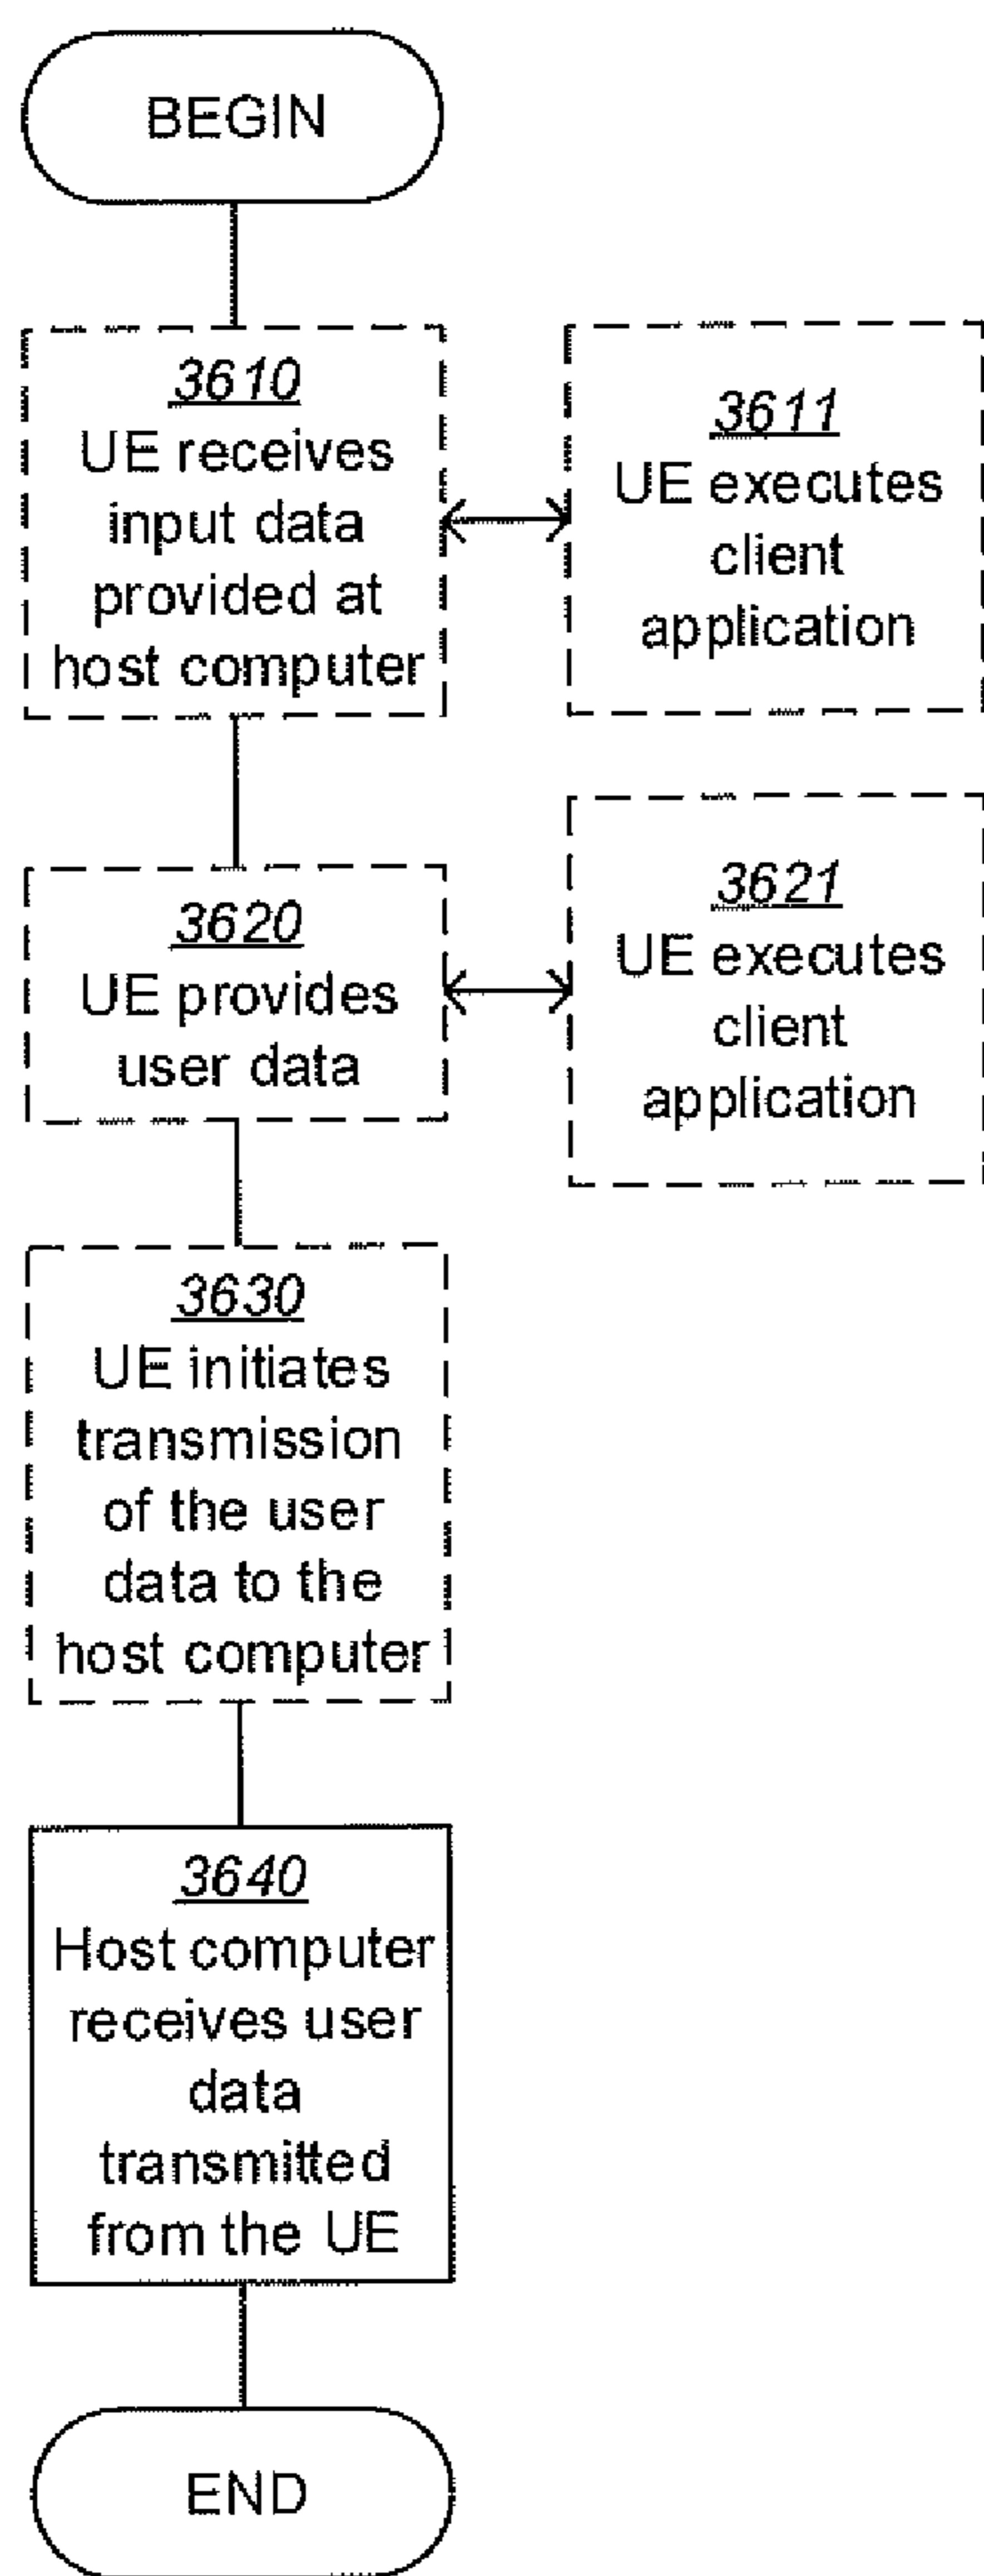 BEGIN
3610
UE receives
input data
provided at
host computer
3611
UE executes
client
application
3620
UE provides
user data
3621
UE executes
client
application
3630
UE initiates
transmission
of the user
data to the
host computer
3640
Host computer
receives user
data
transmitted
from the UE
END